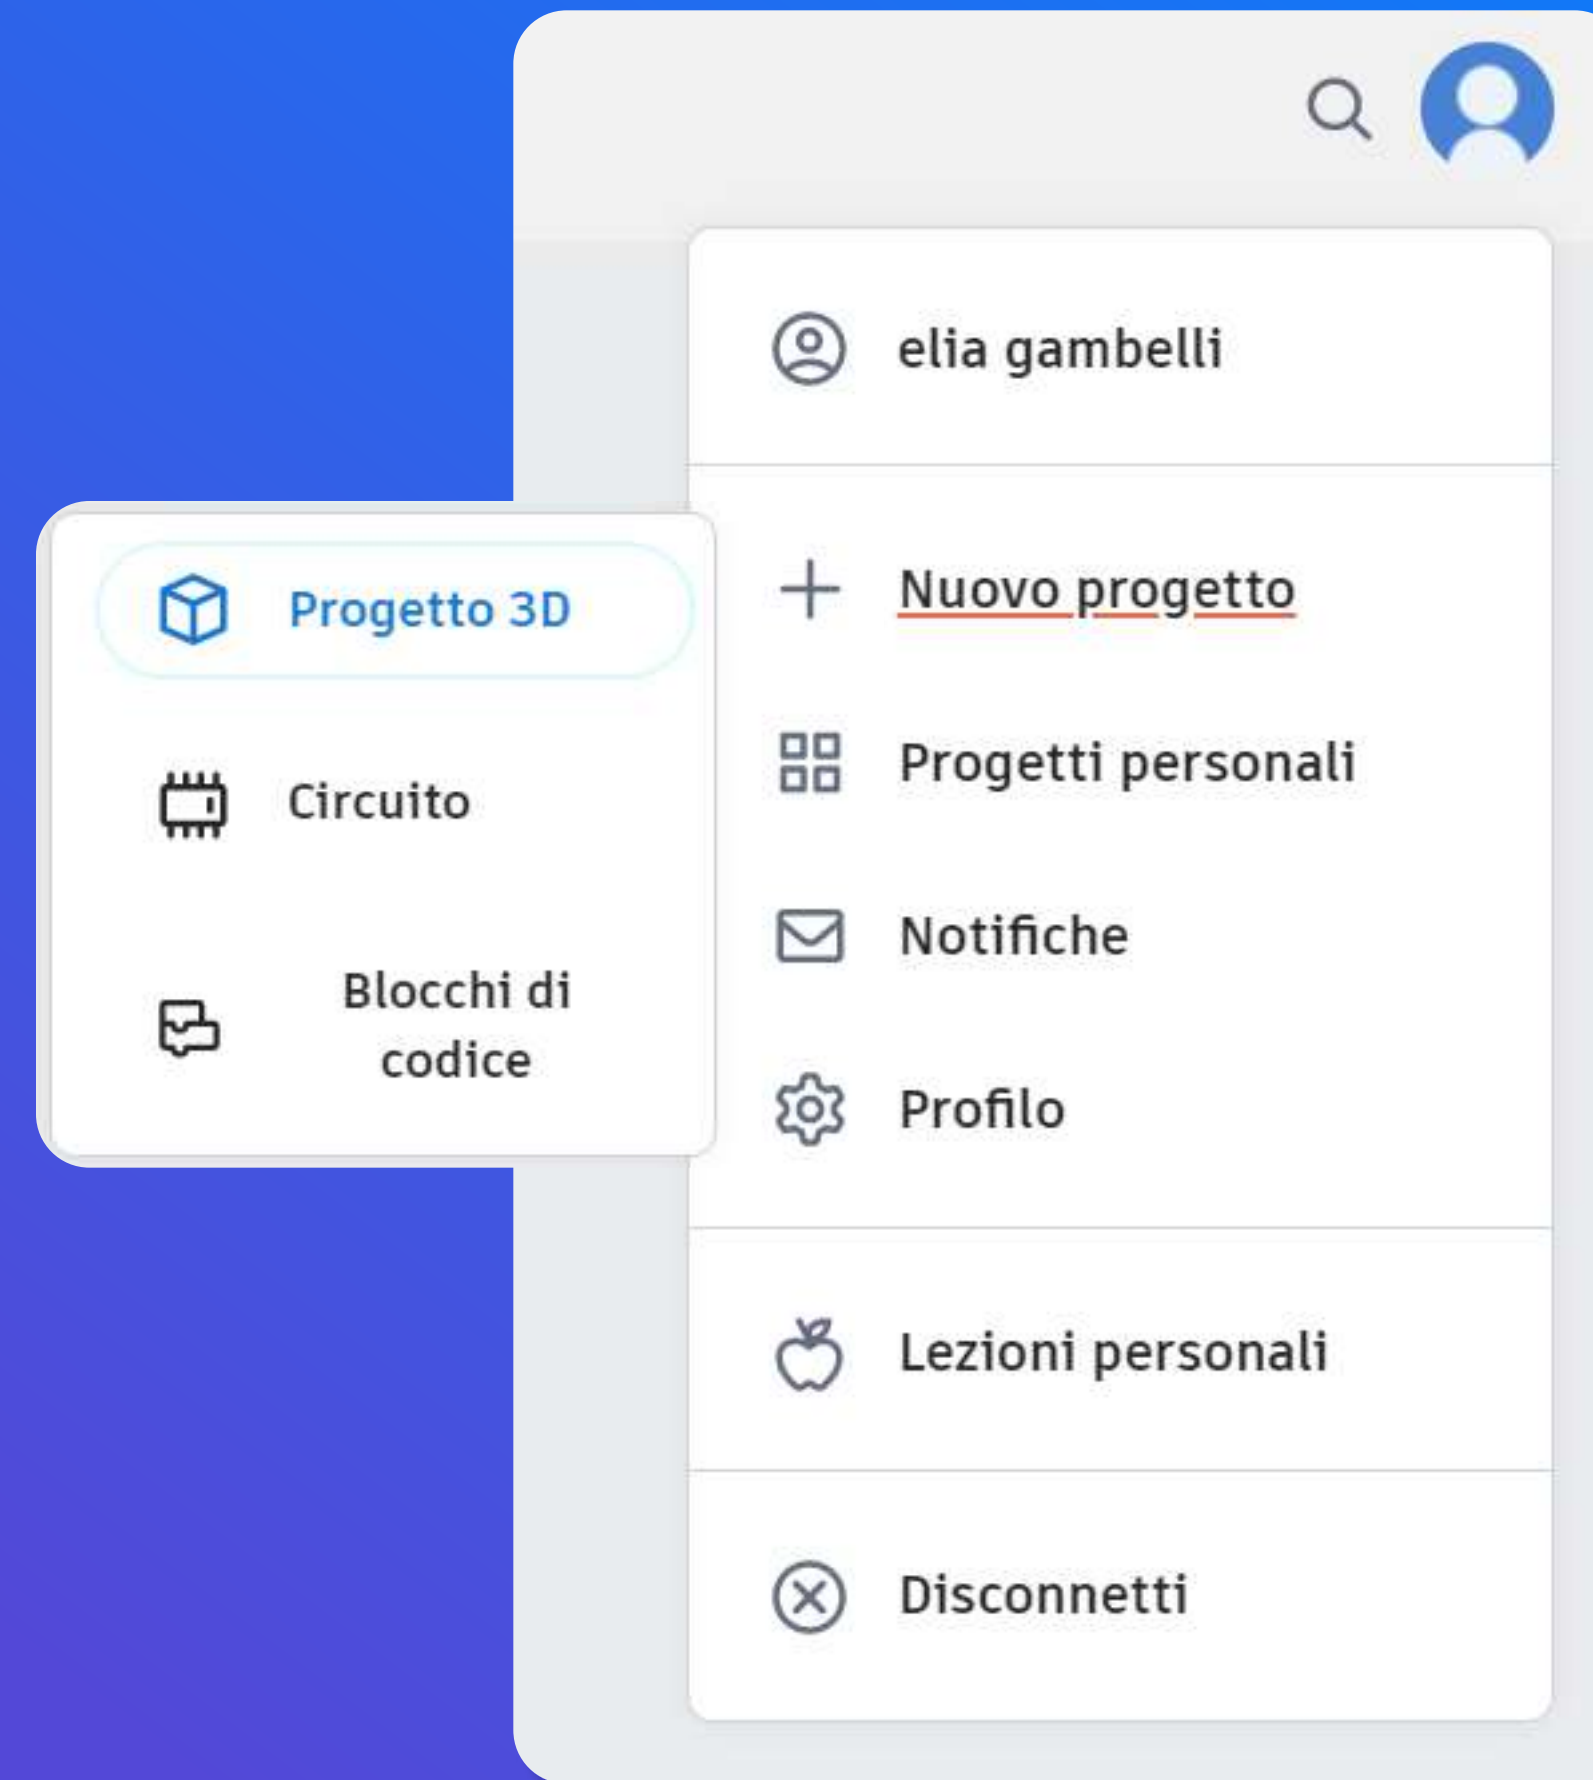 elia gambelli
Nuovo progetto
Progetti personali
Notifiche
Profilo
Lezioni personali
Disconnetti
Progetto 3D
Circuito
Blocchi di
codice